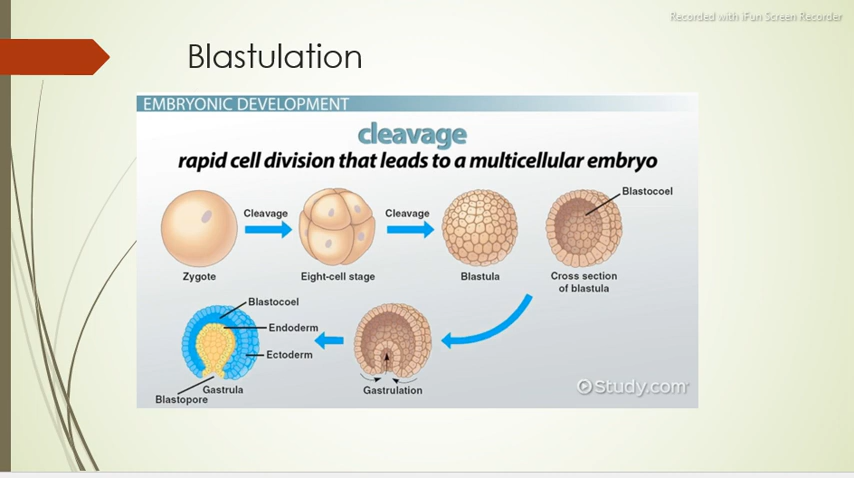 Recorded with iFun Screen Recorder
Blastulation
EMBRYONIC DEVELOPMENT
cleavage
rapid cell division that leads to a multicellular embryo
Blastocoel
Cleavage
Cleavage
Zygote
Eight-cell stage
Blastula
Cross section
of blastula
Blastocoel
Endoderm
Ectoderm
Gastrula
Blastopore
Gastrulation
Study.com